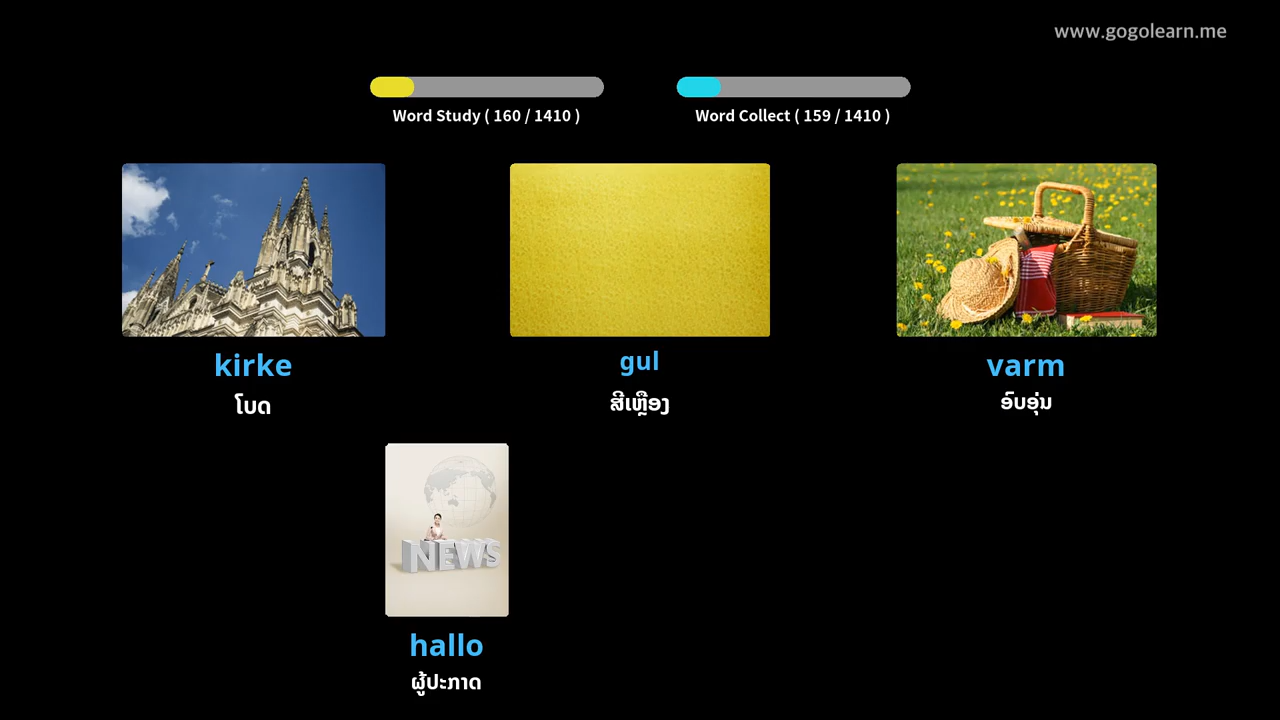 www.gogolearn.me
Word Study ( 160 / 1410 )
Word Collect ( 159 / 1410 )
kirke
ໂບດ
gul
ສີເຫຼືອງ
varm
ອົບອຸ່ນ
NEWS
hallo
ຜູ້ປະກາດ